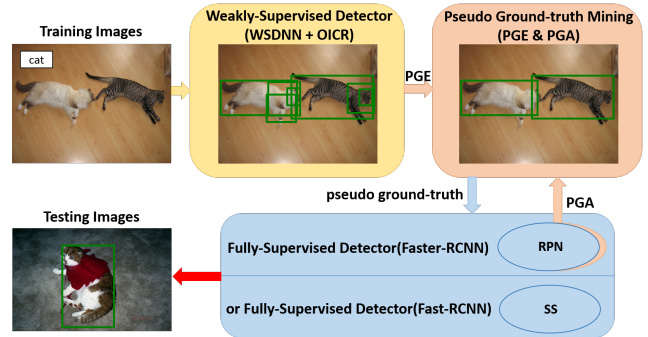 Training Images
cat
Weakly-Supervised Detector
(WSDNN + OICR)
PGE
Pseudo Ground-truth Mining
(PGE & PGA)
pseudo ground-truth
PGA
Testing Images
Fully-Supervised Detector(Faster-RCNN)
RPN
or Fully-Supervised Detector(Fast-RCNN)
SS